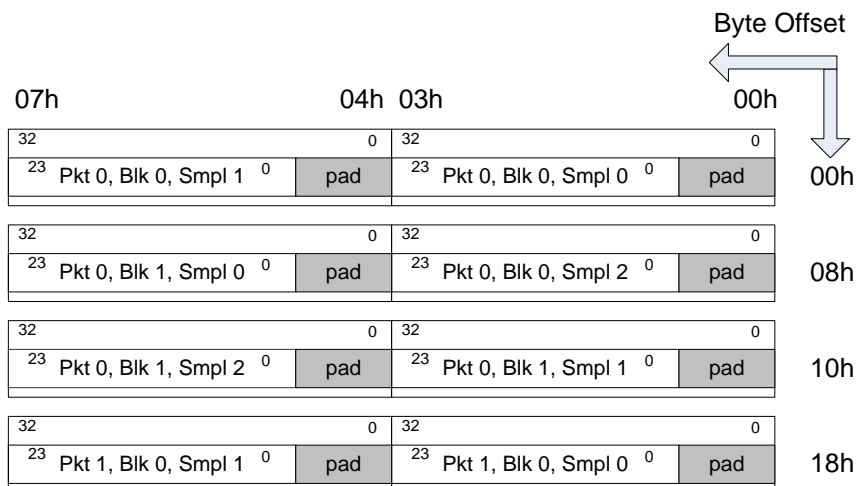 Byte Offset
07h 04h 03h 00h
32 0 32 0
23 Pkt 0, Blk 0, Smpl 1 0 pad 23 Pkt 0, Blk 0, Smpl 0 0 pad 00h
32 0 32 0
23 Pkt 0, Blk 1, Smpl 0 0 pad 23 Pkt 0, Blk 0, Smpl 2 0 pad 08h
32 0 32 0
23 Pkt 0, Blk 1, Smpl 2 0 pad 23 Pkt 0, Blk 1, Smpl 1 0 pad 10h
32 0 32 0
23 Pkt 1, Blk 0, Smpl 1 0 pad 23 Pkt 1, Blk 0, Smpl 0 0 pad 18h